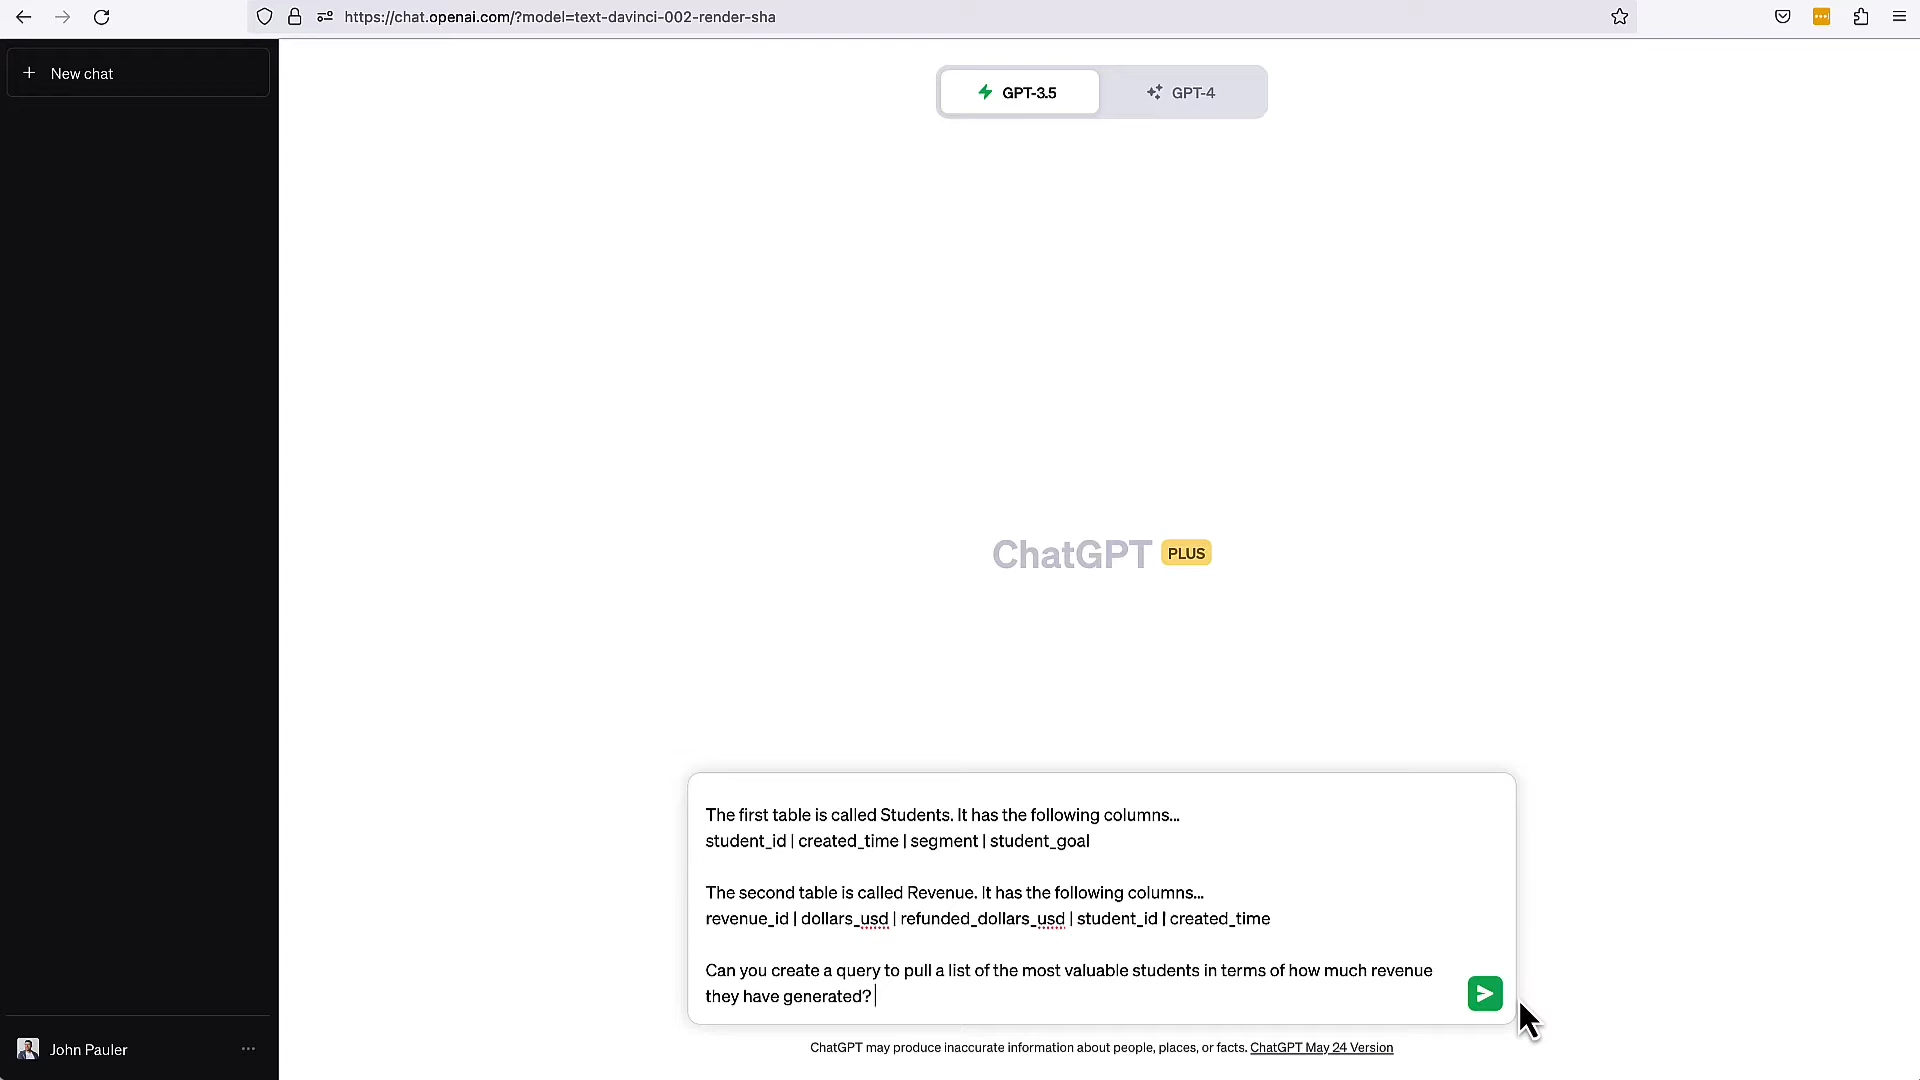 https://chat.openai.com/?model=text-davinci-002-render-sha
+ New chat
GPT-3.5
GPT-4
ChatGPT PLUS
The first table is called Students. It has the following columns...
student_id | created_time | segment | student_goal
The second table is called Revenue. It has the following columns...
revenue_id | dollars_usd | refunded_dollars_usd | student_id | created_time
Can you create a query to pull a list of the most valuable students in terms of how much revenue
they have generated?
John Pauler
ChatGPT may produce inaccurate information about people, places, or facts. ChatGPT May 24 Version